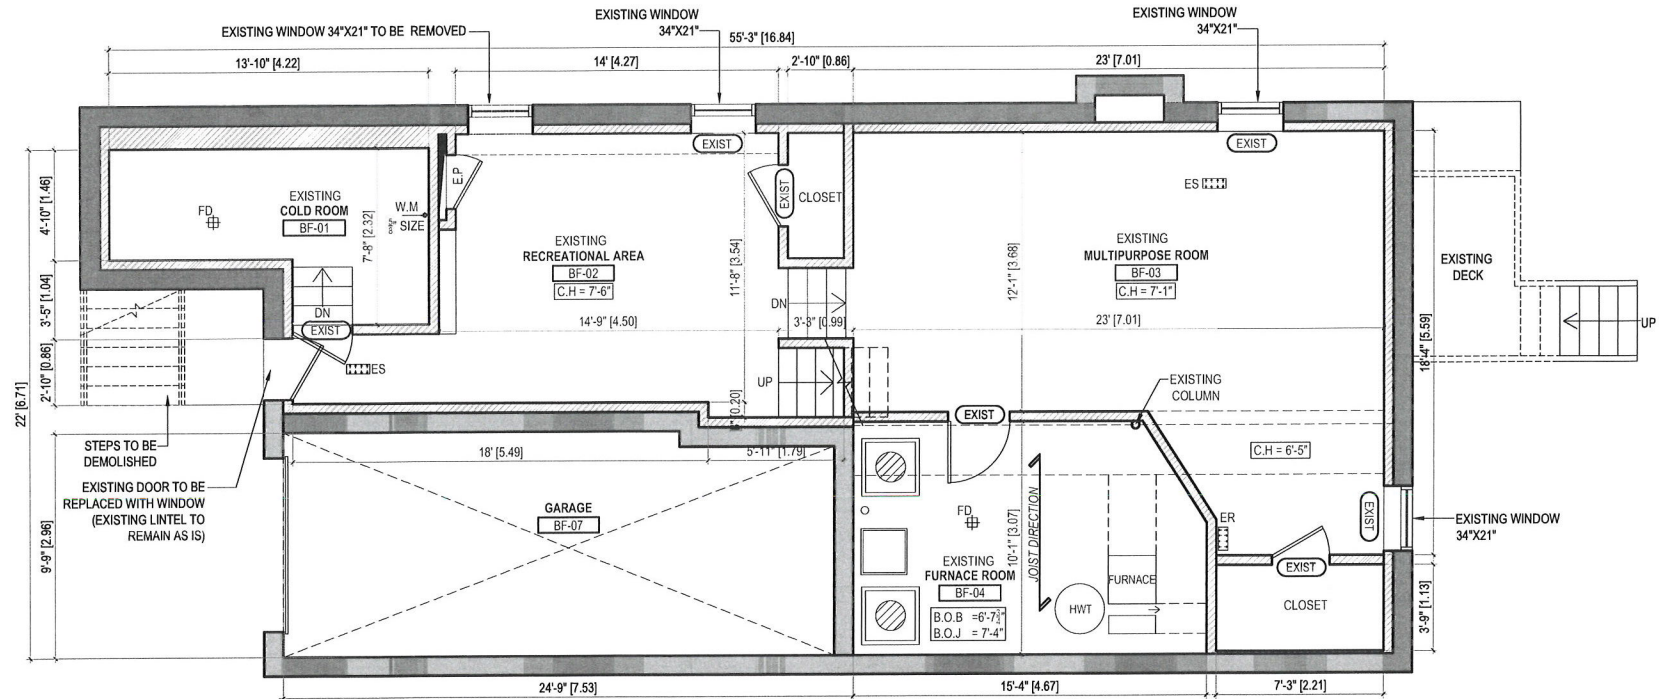 EXISTING WINDOW
34"X21"
EXISTING WINDOW
34"X21"
EXISTING WINDOW 34"X21" TO BE REMOVED
55'-3" [16.84]
13'-10" [4.22]
14' [4.27]
2'-10" [0.86]
23' [7.01]
EXIST
EXIST
E.P
ES
EXISTING
COLD ROOM
BF-01
FD
W.M
SIZE
7'-8" [2.32]
4'-10" [1.46]
EXIST
CLOSET
EXISTING
RECREATIONAL AREA
BF-02
C.H = 7'-6"
11'-8" [3.54]
EXISTING
MULTIPURPOSE ROOM
BF-03
C.H = 7'-1"
12'-1" [3.68]
EXISTING
DECK
3'-5" [1.04]
DN
EXIST
DN
14'-9" [4.50]
3'-3" [0.99]
23' [7.01]
UP
18'-4" [5.59]
2'-10" [0.86]
22' [6.71]
ES
UP
[0.20]
EXISTING
COLUMN
EXIST
C.H = 6'-5"
STEPS TO BE
DEMOLISHED
18' [5.49]
5'-11" [1.79]
EXISTING DOOR TO BE
REPLACED WITH WINDOW
(EXISTING LINTEL TO
REMAIN AS IS)
GARAGE
BF-07
9'-9" [2.96]
FD
10'-1" [3.07]
JOIST DIRECTION
ER
EXIST
EXISTING WINDOW
34"X21"
EXISTING
FURNACE ROOM
BF-04
B.O.B =6'-7¾"
B.O.J = 7'-4"
HWT
FURNACE
EXIST
CLOSET
3'-9" [1.13]
24'-9" [7.53]
15'-4" [4.67]
7'-3" [2.21]